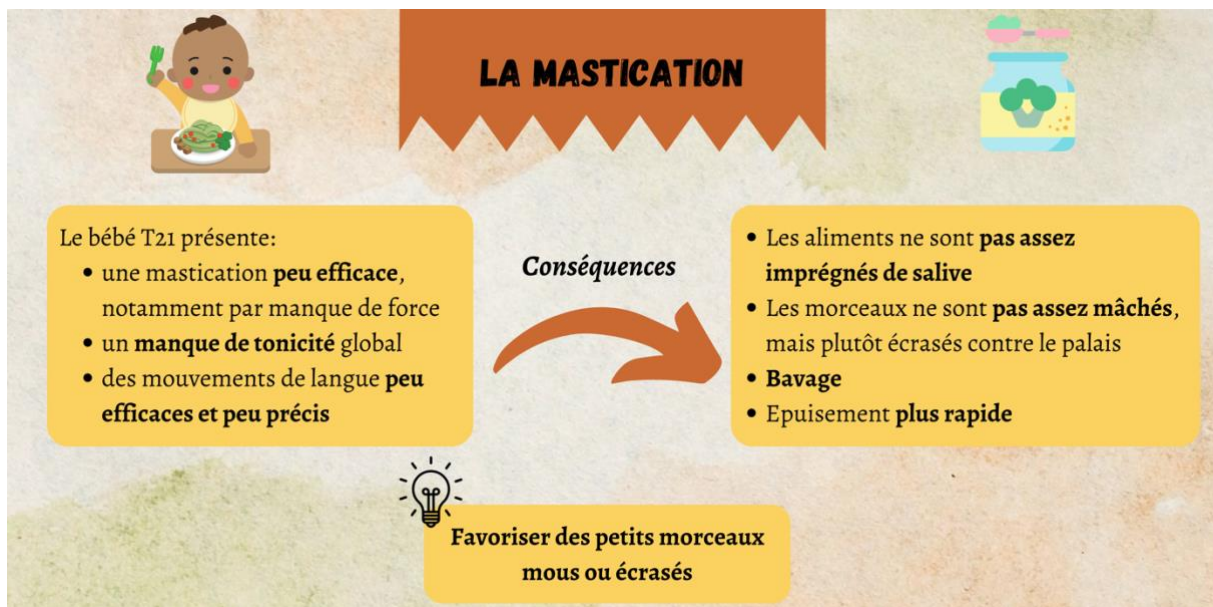 LA MASTICATION
Le bébé T21 présente:
• une mastication peu efficace,
notamment par manque de force
• un manque de tonicité global
• des mouvements de langue peu
efficaces et peu précis
Conséquences
• Les aliments ne sont pas assez
imprégnés de salive
• Les morceaux ne sont pas assez mâchés,
mais plutôt écrasés contre le palais
• Bavage
• Epuisement plus rapide
Favoriser des petits morceaux
mous ou écrasés